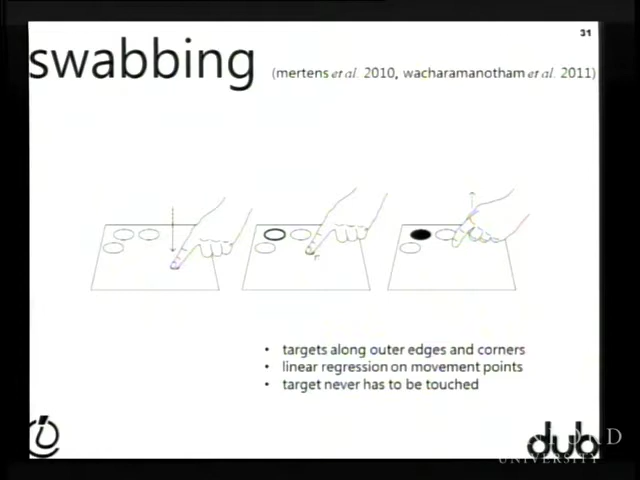 31
swabbing
(mertens et al. 2010, wacharamanotham et al. 2011)
• targets along outer edges and corners
• linear regression on movement points
• target never has to be touched
dub
UNIVERSITY